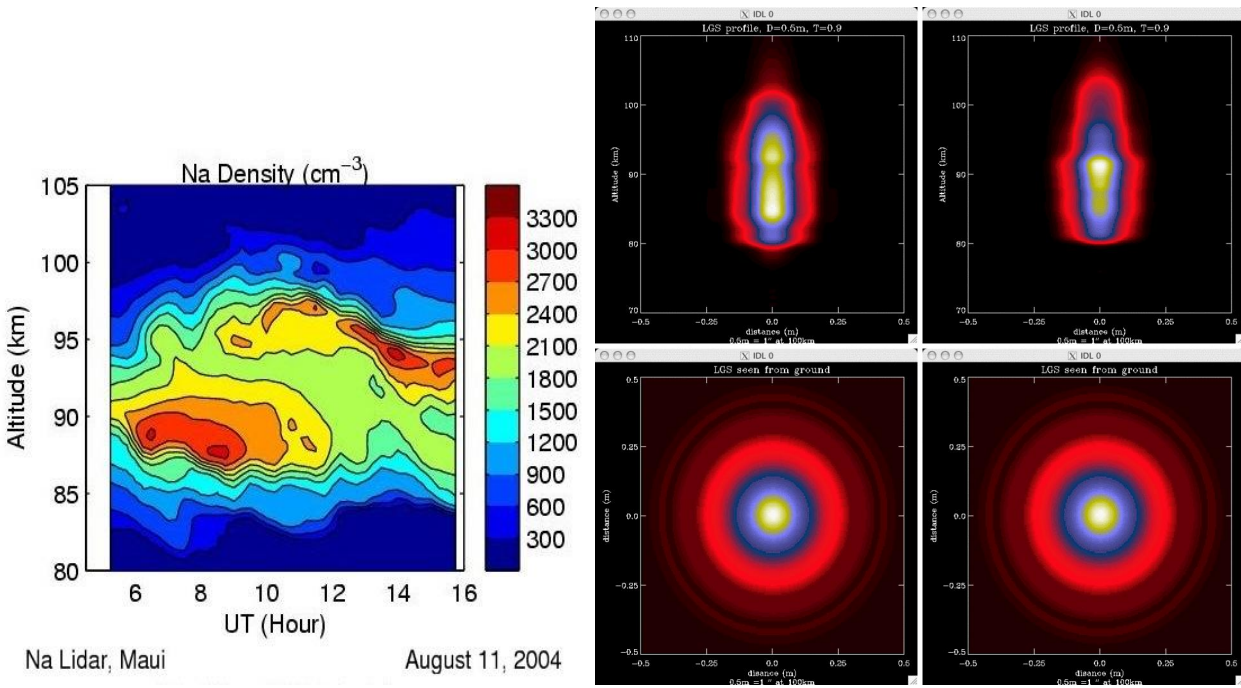 Na Density (cm⁻³)
105
100
95
90
85
80
Altitude (km)
6 8 10 12 14 16
UT (Hour)
3300
3000
2700
2400
2100
1800
1500
1200
900
600
300
Na Lidar, Maui August 11, 2004
IDL 0
LGS profile, D=0.5m, T=0.9
110
100
90
80
70
Altitude (km)
-0.5 -0.25 0.0 0.25 0.5
distance (m)
0.5m = 1" at 100km
IDL 0
LGS profile, D=0.5m, T=0.9
110
100
90
80
70
Altitude (km)
-0.5 -0.25 0.0 0.25 0.5
distance (m)
0.5m = 1" at 100km
IDL 0
LGS seen from ground
0.5
0.25
0.0
-0.25
-0.5
distance (m)
-0.5 -0.25 0.0 0.25 0.5
distance (m)
0.5m =1 " at 100km
IDL 0
LGS seen from ground
0.5
0.25
0.0
-0.25
-0.5
distance (m)
-0.5 -0.25 0.0 0.25 0.5
distance (m)
0.5m =1 " at 100km